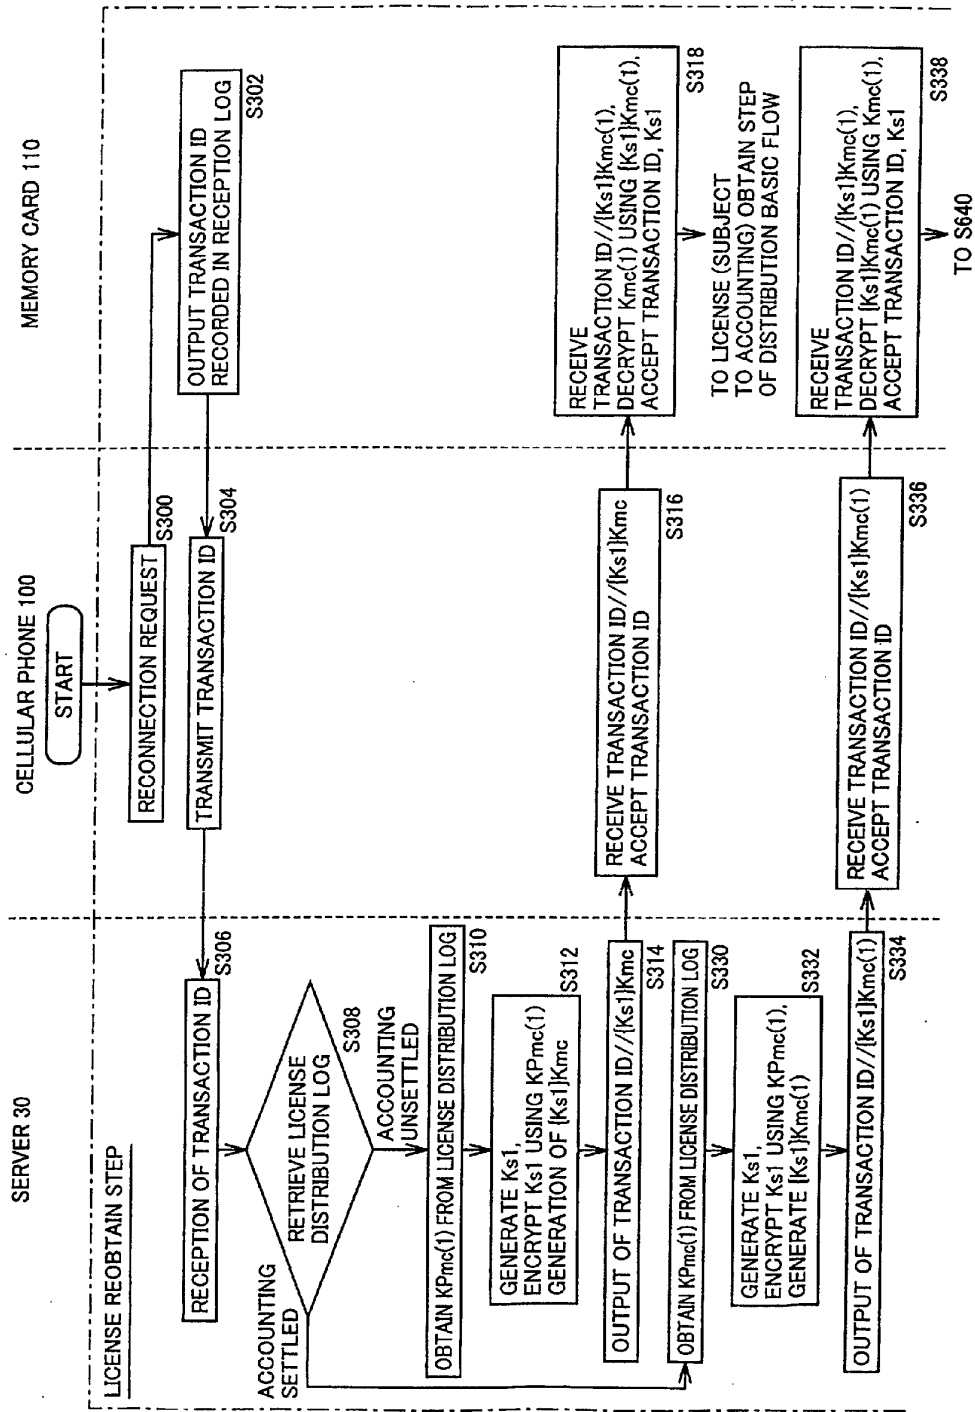 SERVER 30
CELLULAR PHONE 100
MEMORY CARD 110
LICENSE REOBTAIN STEP
START
RECONNECTION REQUEST
S300
OUTPUT TRANSACTION ID
RECORDED IN RECEPTION LOG
S302
TRANSMIT TRANSACTION ID
S304
RECEPTION OF TRANSACTION ID
S306
RETRIEVE LICENSE
DISTRIBUTION LOG
S308
ACCOUNTING
SETTLED
ACCOUNTING
UNSETTLED
OBTAIN KPmc(1) FROM LICENSE DISTRIBUTION LOG
S310
GENERATE Ks1,
ENCRYPT Ks1 USING KPmc(1)
GENERATION OF {Ks1}Kmc
S312
OUTPUT OF TRANSACTION ID//{Ks1}Kmc
S314
RECEIVE TRANSACTION ID//{Ks1}Kmc
ACCEPT TRANSACTION ID
S316
RECEIVE
TRANSACTION ID//{Ks1}Kmc(1),
DECRYPT Kmc(1) USING {Ks1}Kmc(1),
ACCEPT TRANSACTION ID, Ks1
S318
TO LICENSE (SUBJECT
TO ACCOUNTING) OBTAIN STEP
OF DISTRIBUTION BASIC FLOW
OBTAIN KPmc(1) FROM LICENSE DISTRIBUTION LOG
S330
GENERATE Ks1,
ENCRYPT Ks1 USING KPmc(1),
GENERATE {Ks1}Kmc(1)
S332
OUTPUT OF TRANSACTION ID//{Ks1}Kmc(1)
S334
RECEIVE TRANSACTION ID//{Ks1}Kmc(1)
ACCEPT TRANSACTION ID
S336
RECEIVE
TRANSACTION ID//{Ks1}Kmc(1),
DECRYPT {Ks1}Kmc(1) USING Kmc(1),
ACCEPT TRANSACTION ID, Ks1
S338
TO S640